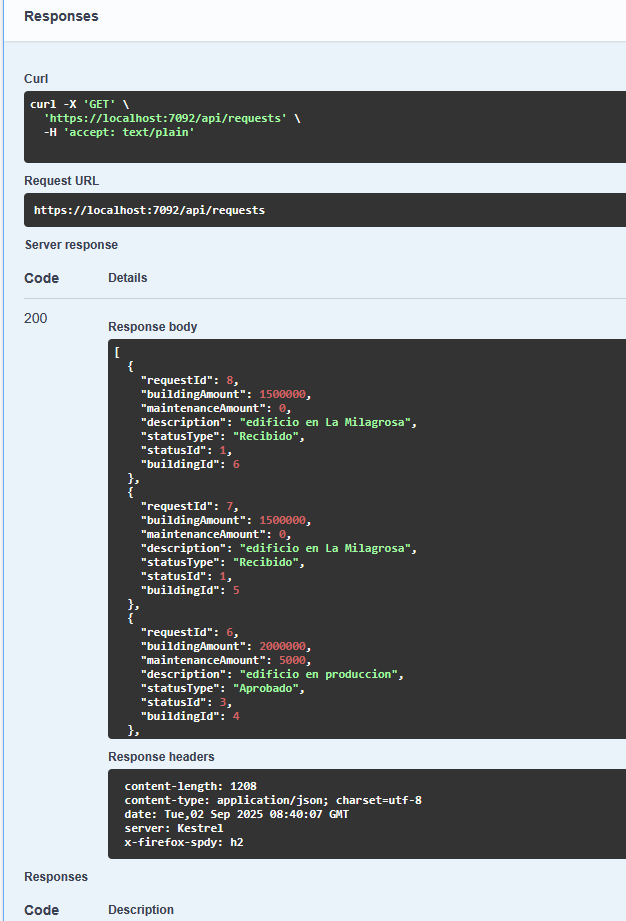 Responses
Curl
curl -X 'GET' \
  'https://localhost:7092/api/requests' \
  -H 'accept: text/plain'
Request URL
https://localhost:7092/api/requests
Server response
Code Details
200
Response body
[
  {
    "requestId": 8,
    "buildingAmount": 1500000,
    "maintenanceAmount": 0,
    "description": "edificio en La Milagrosa",
    "statusType": "Recibido",
    "statusId": 1,
    "buildingId": 6
  },
  {
    "requestId": 7,
    "buildingAmount": 1500000,
    "maintenanceAmount": 0,
    "description": "edificio en La Milagrosa",
    "statusType": "Recibido",
    "statusId": 1,
    "buildingId": 5
  },
  {
    "requestId": 6,
    "buildingAmount": 2000000,
    "maintenanceAmount": 5000,
    "description": "edificio en produccion",
    "statusType": "Aprobado",
    "statusId": 3,
    "buildingId": 4
  },
Response headers
content-length: 1208
content-type: application/json; charset=utf-8
date: Tue,02 Sep 2025 08:40:07 GMT
server: Kestrel
x-firefox-spdy: h2
Responses
Code Description